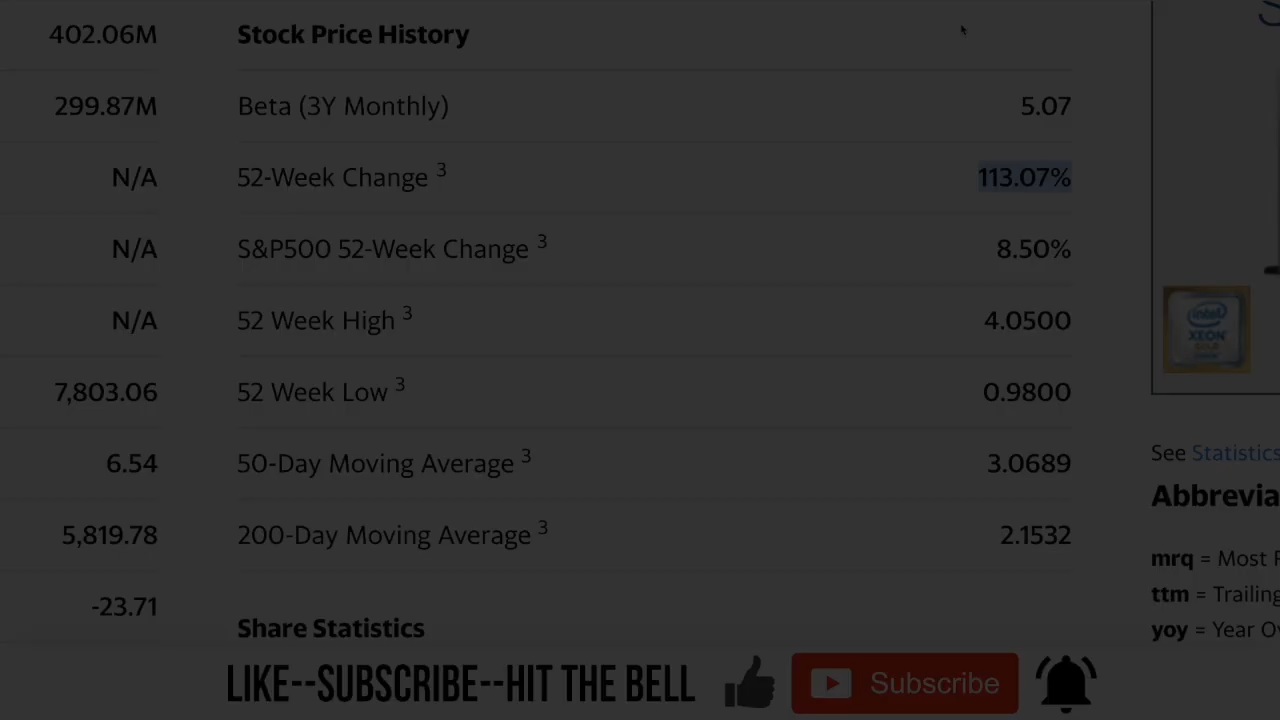 402.06M Stock Price History
299.87M Beta (3Y Monthly) 5.07
N/A 52-Week Change 3 113.07%
N/A S&P500 52-Week Change 3 8.50%
N/A 52 Week High 3 4.0500
7,803.06 52 Week Low 3 0.9800
6.54 50-Day Moving Average 3 3.0689
5,819.78 200-Day Moving Average 3 2.1532
-23.71
Share Statistics
intel
XEON
GOLD
See Statistics
Abbrevia
mrq = Most
ttm = Trailing
yoy = Year
LIKE--SUBSCRIBE--HIT THE BELL
Subscribe